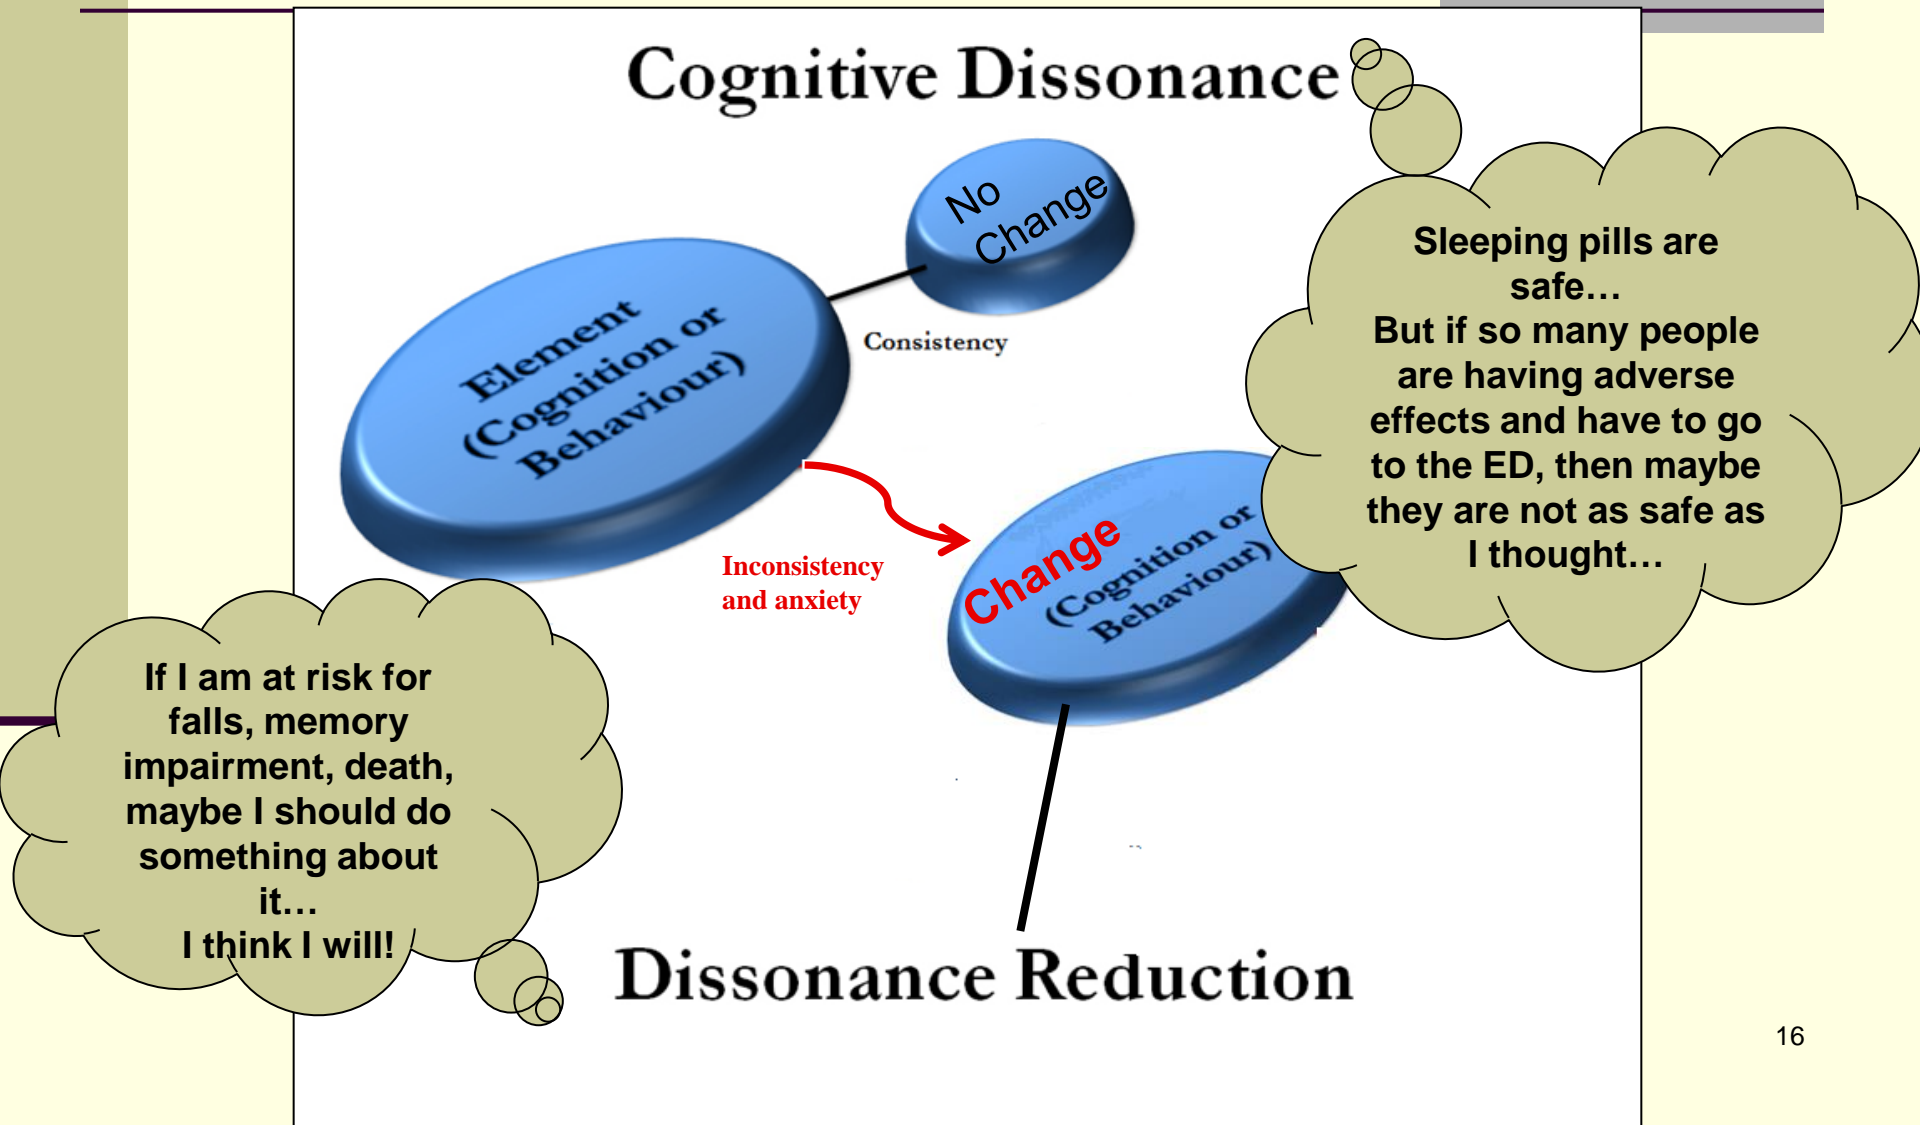 Cognitive Dissonance
No
Change
Element
(Cognition or
Behaviour)
Consistency
Sleeping pills are
safe…
But if so many people
are having adverse
effects and have to go
to the ED, then maybe
they are not as safe as
I thought…
Inconsistency
and anxiety
Change
(Cognition or
Behaviour)
If I am at risk for
falls, memory
impairment, death,
maybe I should do
something about
it…
I think I will!
Dissonance Reduction
16